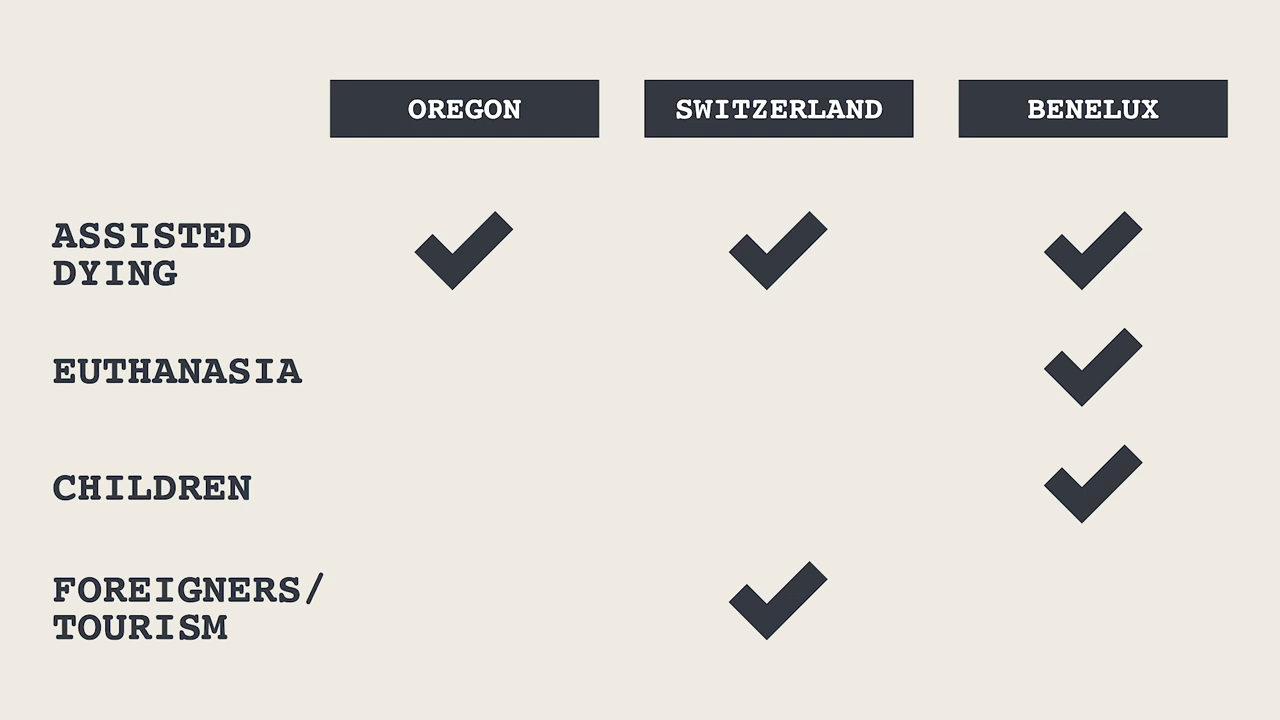 OREGON
SWITZERLAND
BENELUX
ASSISTED
DYING
EUTHANASIA
CHILDREN
FOREIGNERS/
TOURISM